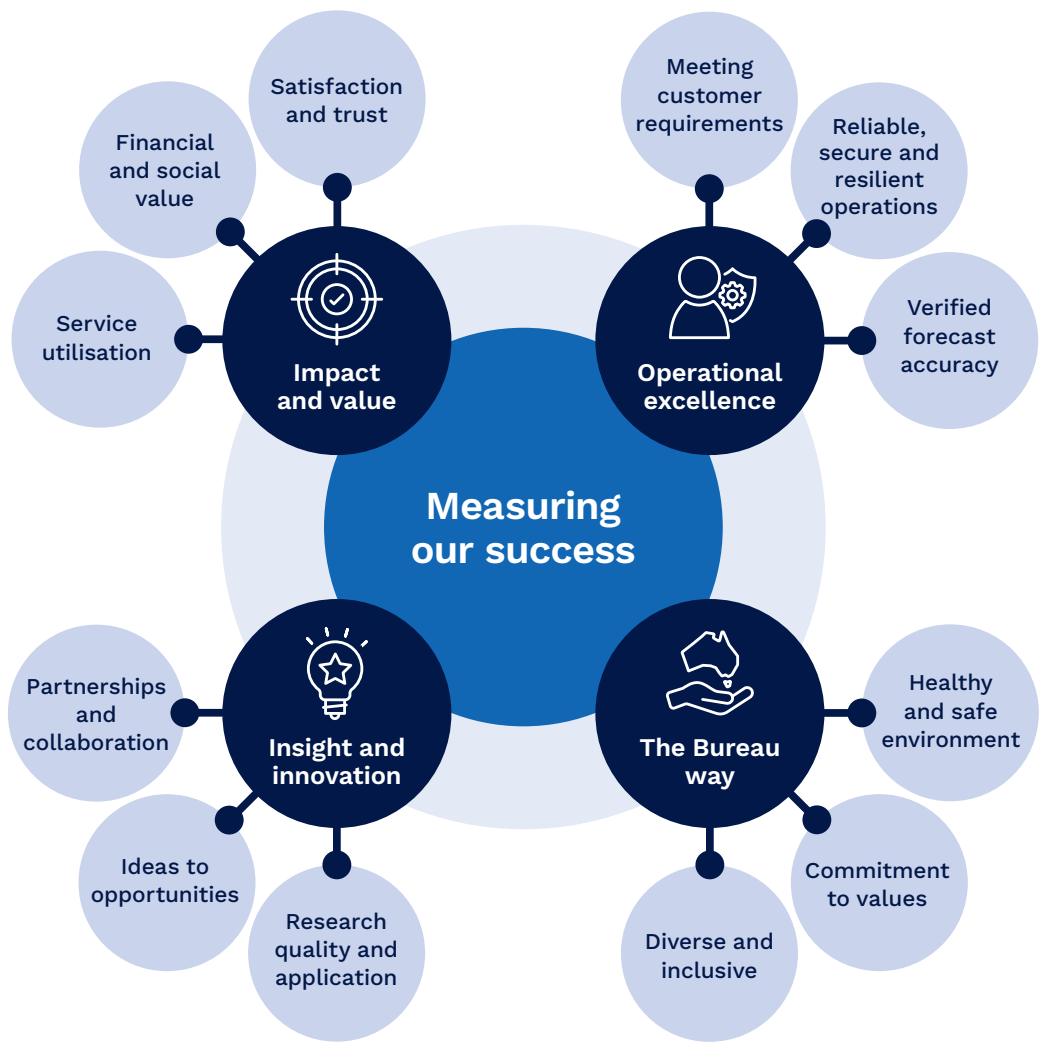 Measuring
our success
Impact
and value
Service
utilisation
Financial
and social
value
Satisfaction
and trust
Operational
excellence
Meeting
customer
requirements
Reliable,
secure and
resilient
operations
Verified
forecast
accuracy
Insight and
innovation
Partnerships
and
collaboration
Ideas to
opportunities
Research
quality and
application
The Bureau
way
Healthy
and safe
environment
Commitment
to values
Diverse and
inclusive